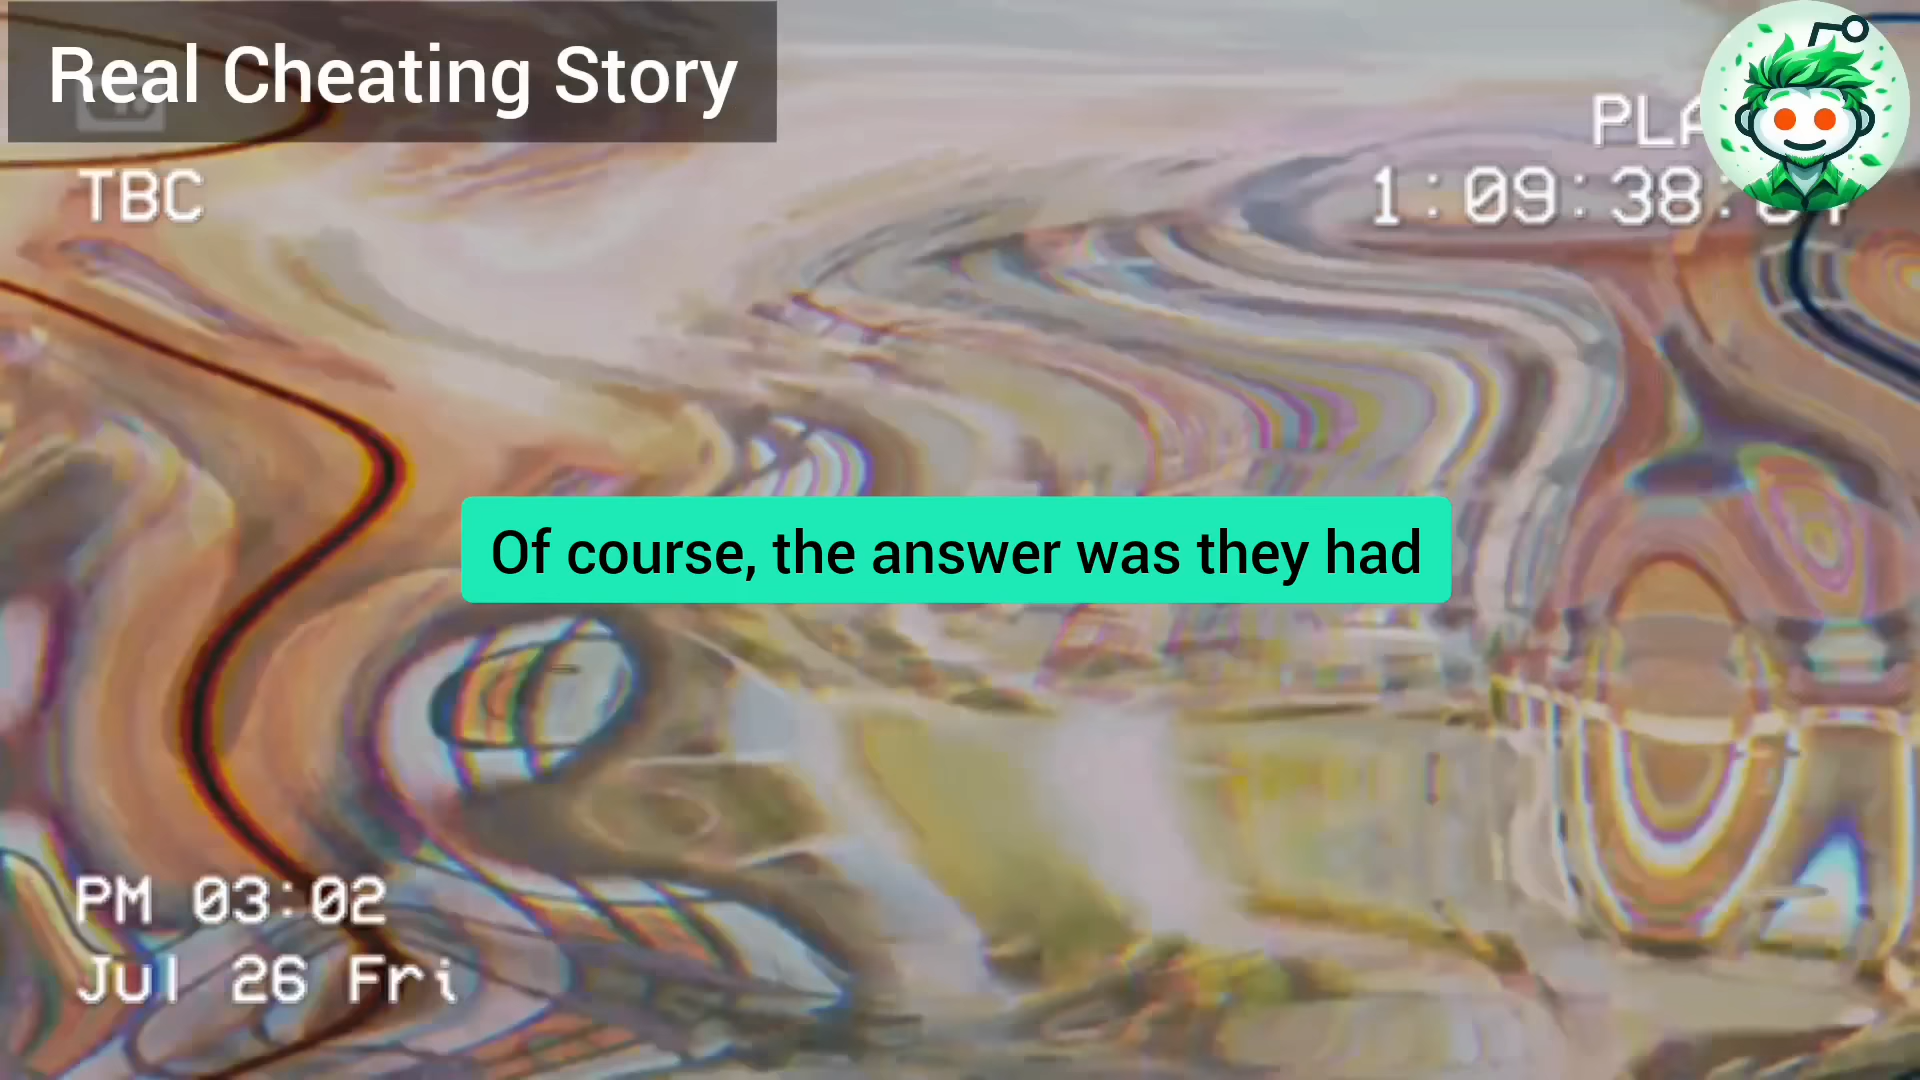 Real Cheating Story
TBC
1:09:38:
Of course, the answer was they had
PM 03:02
Jul 26 Fri